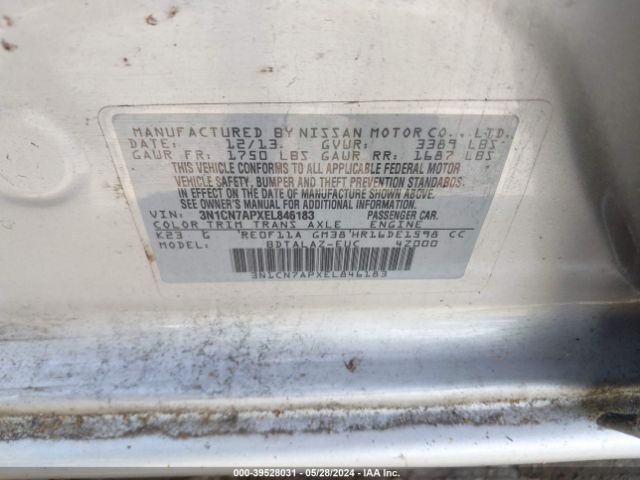 MANUFACTURED BY NISSAN MOTOR CO., LTD.
DATE: 12/13. GVWR: 3389 LBS
GAWR FR: 1750 LBS GAWR RR: 1687 LBS
THIS VEHICLE CONFORMS TO ALL APPLICABLE FEDERAL MOTOR
VEHICLE SAFETY, BUMPER AND THEFT PREVENTION STANDARDS
IN EFFECT ON THE DATE OF MANUFACTURE SHOWN ABOVE.
SEE OWNER'S MANUAL FOR ADDITIONAL INFORMATION
VIN: 3N1CN7APXEL846183 PASSENGER CAR.
COLOR TRIM TRANS AXLE ENGINE
K23 G RE0F11A GM38 HR16DE1598 CC
MODEL: BDTALAZ-EUC 4Z000
3N1CN7APXEL846183
000-39528031 - 05/28/2024 - IAA Inc.